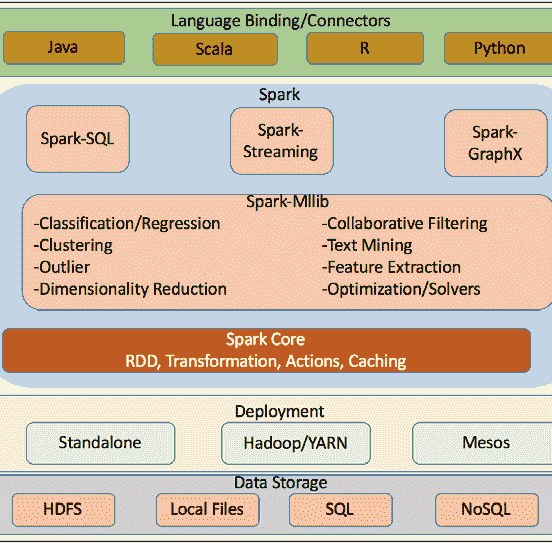 Language Binding/Connectors
Java
Scala
R
Python
Spark
Spark-SQL
Spark-
Streaming
Spark-
GraphX
Spark-Mllib
-Classification/Regression
-Collaborative Filtering
-Clustering
-Text Mining
-Outlier
-Feature Extraction
-Dimensionality Reduction
-Optimization/Solvers
Spark Core
RDD, Transformation, Actions, Caching
Deployment
Standalone
Hadoop/YARN
Mesos
Data Storage
HDFS
Local Files
SQL
NoSQL